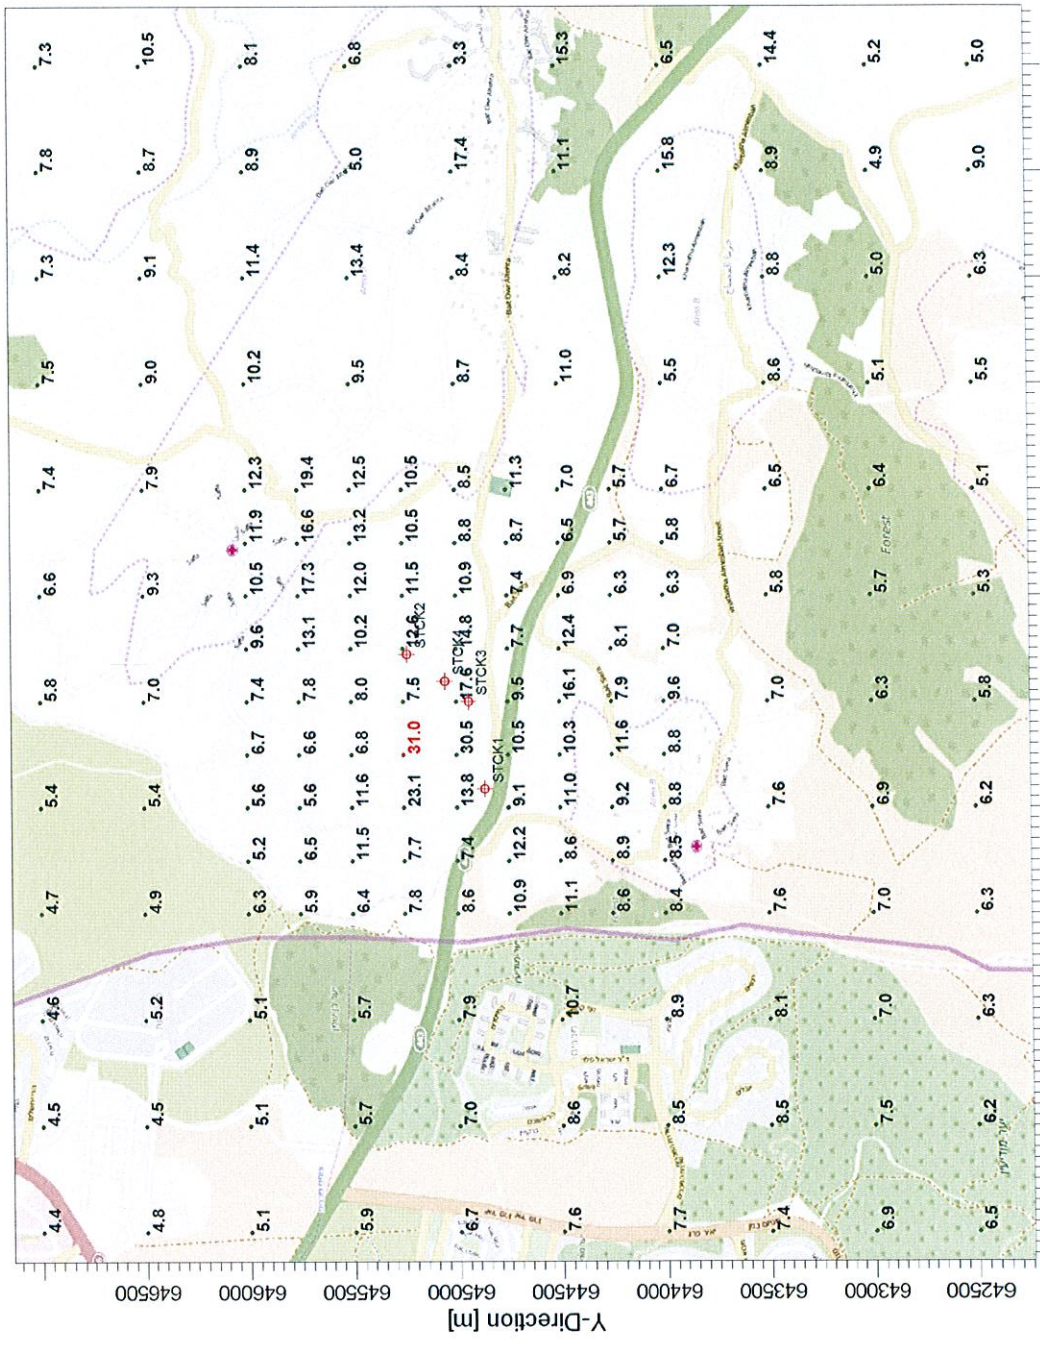 7.3 10.5 8.1 6.8 3.3 15.3 6.5 14.4 5.2 5.0
7.8 8.7 8.9 5.0 17.4 11.1 15.8 8.9 4.9 9.0
7.3 9.1 11.4 13.4 8.4 8.2 12.3 8.8 5.0 6.3
7.5 9.0 10.2 9.5 8.7 11.0 5.5 8.6 5.1 5.5
7.4 7.9 12.3 19.4 12.5 10.5 8.5 11.3 7.0 5.7 6.7 6.5 6.4 5.1
11.9 16.6 13.2 10.5 8.8 8.7 6.5 5.7 5.8
Forest
6.6 9.3 10.5 17.3 12.0 11.5 10.9 7.4 6.9 6.3 6.3 5.8 5.7 5.3
9.6 13.1 10.2 12.6 14.8 7.7 12.4 8.1 7.0
STCK2
STCK4
STCK3
5.8 7.0 7.4 7.8 8.0 7.5 17.6 9.5 16.1 7.9 9.6 7.0 6.3 5.8
6.7 6.6 6.8 31.0 30.5 10.5 10.3 11.6 8.8
STCK1
5.4 5.4 5.6 5.6 11.6 23.1 13.8 9.1 11.0 9.2 8.8 7.6 6.9 6.2
5.2 6.5 11.5 7.7 7.4 12.2 8.6 8.9 8.5
4.7 4.9 6.3 5.9 6.4 7.8 8.6 10.9 11.1 8.6 8.4 7.6 7.0 6.3
4.6 5.2 5.1 5.7 7.9 10.7 8.9 8.1 7.0 6.3
4.5 4.5 5.1 5.7 7.0 8.6 8.5 8.5 7.5 6.2
4.4 4.8 5.1 5.9 6.7 7.6 7.7 7.4 6.9 6.5
646500 646000 645500 645000 644500 644000 643500 643000 642500
Y-Direction [m]